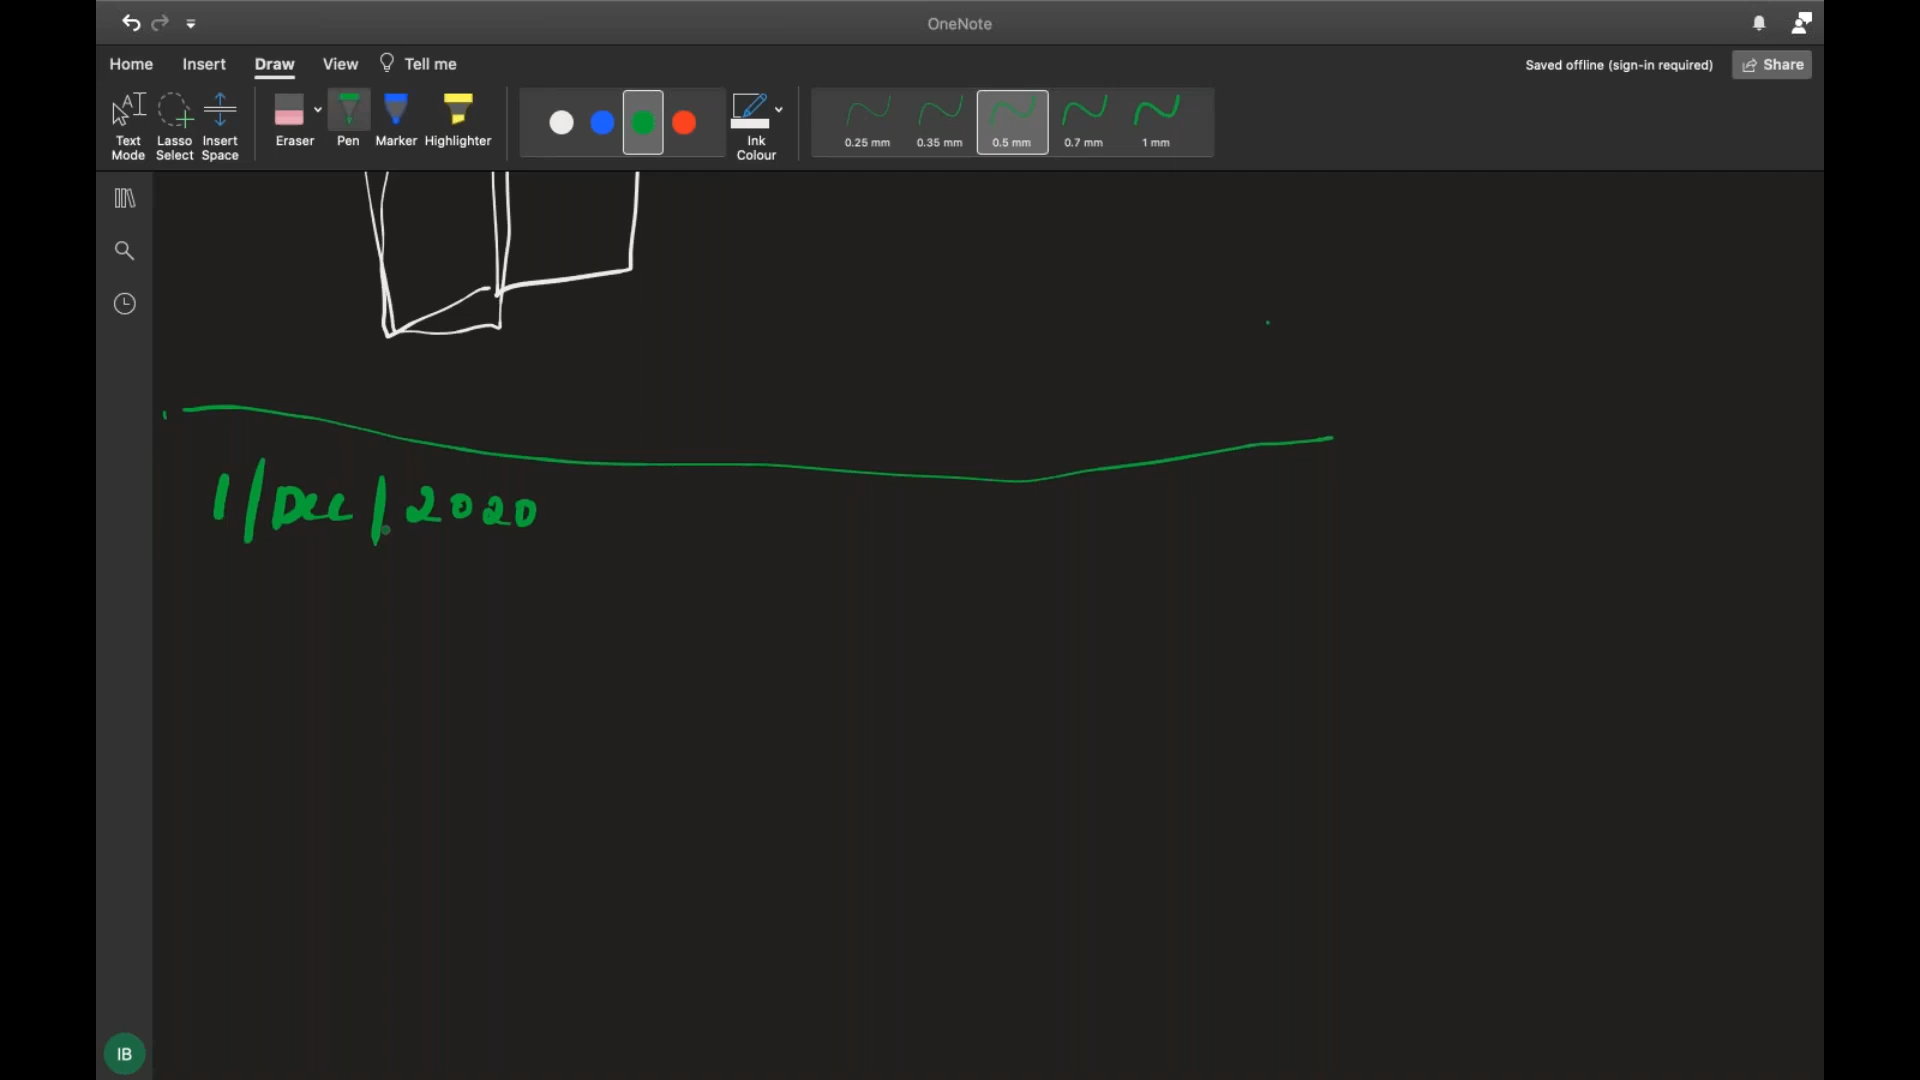 OneNote
Home Insert Draw View Tell me
Saved offline (sign-in required) Share
Text Mode
Lasso Select
Insert Space
Eraser
Pen
Marker
Highlighter
Ink Colour
0.25 mm
0.35 mm
0.5 mm
0.7 mm
1 mm
1/Dec/2020
IB